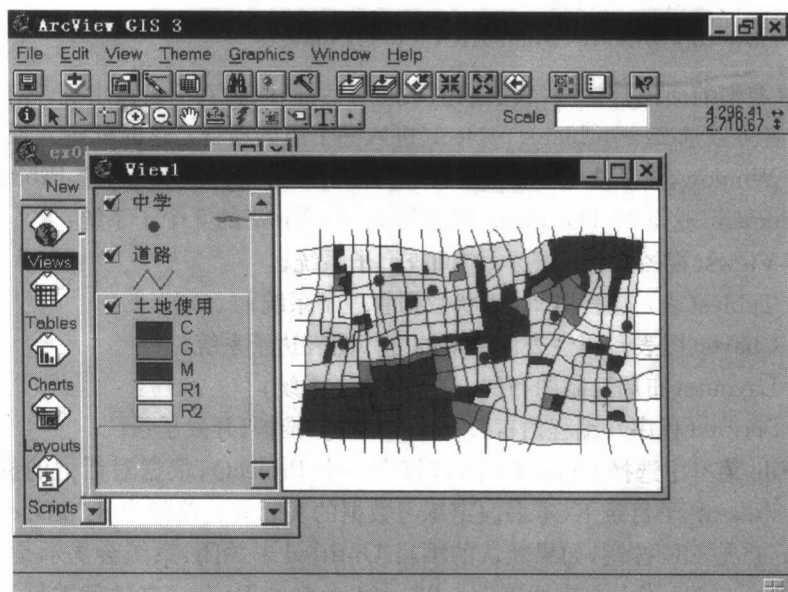 ArcView GIS 3
File Edit View Theme Graphics Window Help
Scale
4,296.41
2,710.67
View1
New
中学
道路
土地使用
C
G
M
R1
R2
Views
Tables
Charts
Layouts
Scripts